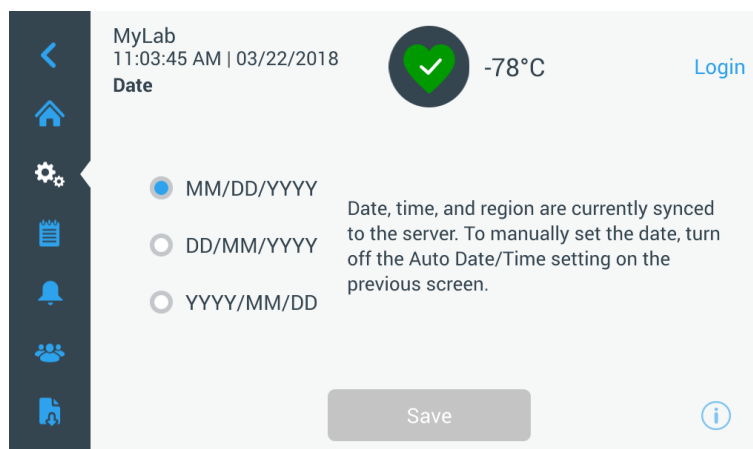 MyLab
11:03:45 AM | 03/22/2018
Date
-78°C
Login
MM/DD/YYYY
DD/MM/YYYY
YYYY/MM/DD
Date, time, and region are currently synced
to the server. To manually set the date, turn
off the Auto Date/Time setting on the
previous screen.
Save